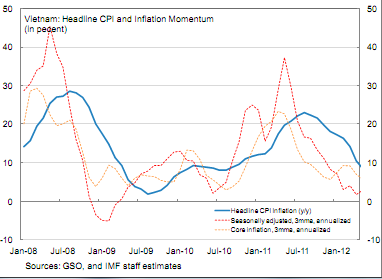 Vietnam: Headline CPI and Inflation Momentum
(in pecent)
50 50
40 40
30 30
20 20
10 10
0 0
-10 -10
Headline CPI Inflation (y/y)
Seasonally adjusted, 3mma, annualized
Core inflation, 3mma, annualized
Jan-08 Jul-08 Jan-09 Jul-09 Jan-10 Jul-10 Jan-11 Jul-11 Jan-12
Sources: GSO, and IMF staff estimates